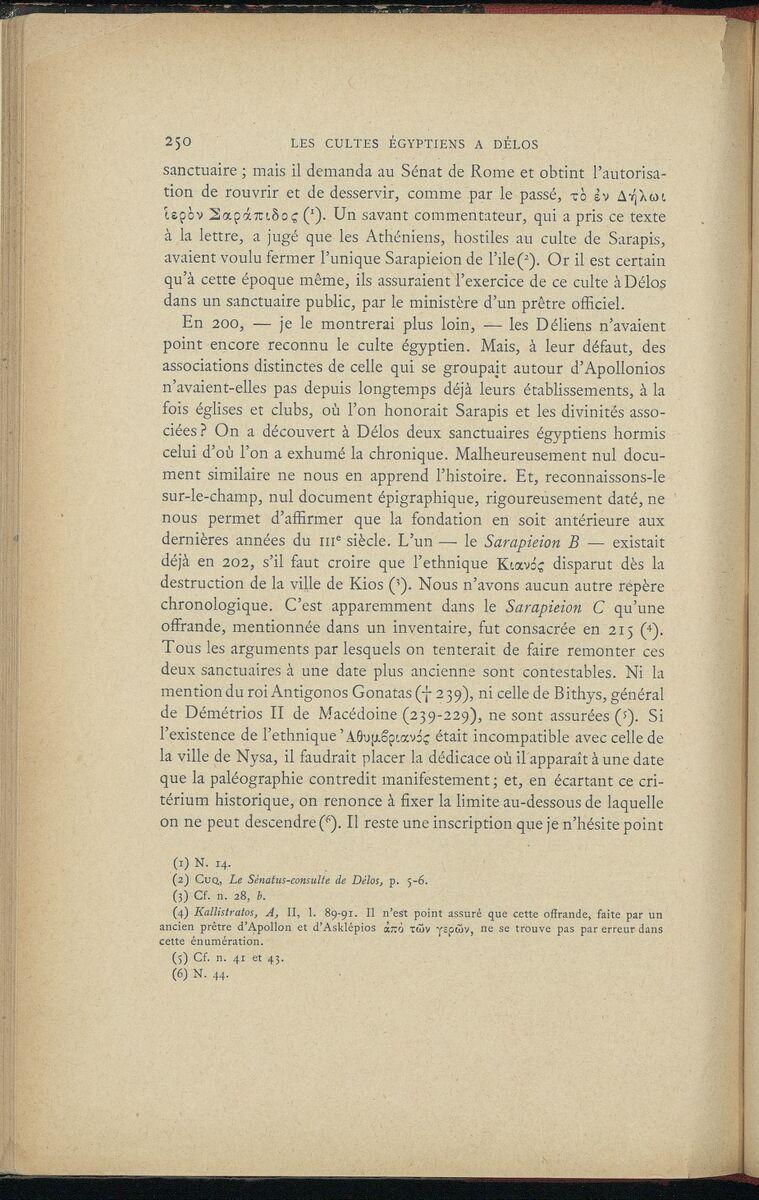 250 LES CULTES ÉGYPTIENS A DÉLOS
sanctuaire ; mais il demanda au Sénat de Rome et obtint l'autorisa-
tion de rouvrir et de desservir, comme par le passé, τὸ ἐν Δήλωι
ἱερὸν Σαράπιδος (1). Un savant commentateur, qui a pris ce texte
à la lettre, a jugé que les Athéniens, hostiles au culte de Sarapis,
avaient voulu fermer l'unique Sarapieion de l'ile (2). Or il est certain
qu'à cette époque même, ils assuraient l'exercice de ce culte à Délos
dans un sanctuaire public, par le ministère d'un prêtre officiel.
En 200, — je le montrerai plus loin, — les Déliens n'avaient
point encore reconnu le culte égyptien. Mais, à leur défaut, des
associations distinctes de celle qui se groupait autour d'Apollonios
n'avaient-elles pas depuis longtemps déjà leurs établissements, à la
fois églises et clubs, où l'on honorait Sarapis et les divinités asso-
ciées? On a découvert à Délos deux sanctuaires égyptiens hormis
celui d'où l'on a exhumé la chronique. Malheureusement nul docu-
ment similaire ne nous en apprend l'histoire. Et, reconnaissons-le
sur-le-champ, nul document épigraphique, rigoureusement daté, ne
nous permet d'affirmer que la fondation en soit antérieure aux
dernières années du IIIe siècle. L'un — le Sarapieion B — existait
déjà en 202, s'il faut croire que l'ethnique Κιανός disparut dès la
destruction de la ville de Kios (3). Nous n'avons aucun autre repère
chronologique. C'est apparemment dans le Sarapieion C qu'une
offrande, mentionnée dans un inventaire, fut consacrée en 215 (4).
Tous les arguments par lesquels on tenterait de faire remonter ces
deux sanctuaires à une date plus ancienne sont contestables. Ni la
mention du roi Antigonos Gonatas († 239), ni celle de Bithys, général
de Démétrios II de Macédoine (239-229), ne sont assurées (5). Si
l'existence de l'ethnique Ἀθυμβριανός était incompatible avec celle de
la ville de Nysa, il faudrait placer la dédicace où il apparaît à une date
que la paléographie contredit manifestement ; et, en écartant ce cri-
térium historique, on renonce à fixer la limite au-dessous de laquelle
on ne peut descendre (6). Il reste une inscription que je n'hésite point
(1) N. 14.
(2) CUQ, Le Sénatus-consulte de Délos, p. 5-6.
(3) Cf. n. 28, b.
(4) Kallistratos, A, II, l. 89-91. Il n'est point assuré que cette offrande, faite par un
ancien prêtre d'Apollon et d'Asklépios ἀπὸ τῶν γερῶν, ne se trouve pas par erreur dans
cette énumération.
(5) Cf. n. 41 et 43.
(6) N. 44.